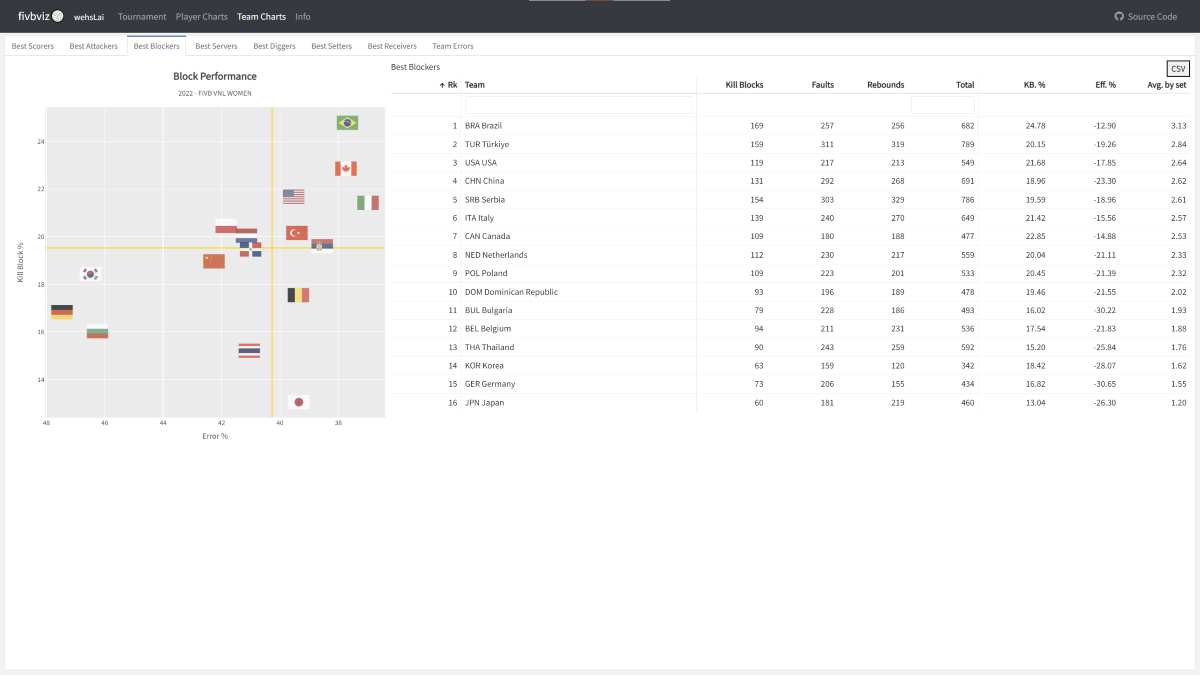 fivbviz wehsLai Tournament Player Charts Team Charts Info Source Code
Best Scorers Best Attackers Best Blockers Best Servers Best Diggers Best Setters Best Receivers Team Errors
Block Performance
2022 - FIVB VNL WOMEN
24
22
20
18
16
14
Kill Block %
48 46 44 42 40 38
Error %
Best Blockers
CSV
↑ Rk Team Kill Blocks Faults Rebounds Total KB. % Eff. % Avg. by set
1 BRA Brazil 169 257 256 682 24.78 -12.90 3.13
2 TUR Türkiye 159 311 319 789 20.15 -19.26 2.84
3 USA USA 119 217 213 549 21.68 -17.85 2.64
4 CHN China 131 292 268 691 18.96 -23.30 2.62
5 SRB Serbia 154 303 329 786 19.59 -18.96 2.61
6 ITA Italy 139 240 270 649 21.42 -15.56 2.57
7 CAN Canada 109 180 188 477 22.85 -14.88 2.53
8 NED Netherlands 112 230 217 559 20.04 -21.11 2.33
9 POL Poland 109 223 201 533 20.45 -21.39 2.32
10 DOM Dominican Republic 93 196 189 478 19.46 -21.55 2.02
11 BUL Bulgaria 79 228 186 493 16.02 -30.22 1.93
12 BEL Belgium 94 211 231 536 17.54 -21.83 1.88
13 THA Thailand 90 243 259 592 15.20 -25.84 1.76
14 KOR Korea 63 159 120 342 18.42 -28.07 1.62
15 GER Germany 73 206 155 434 16.82 -30.65 1.55
16 JPN Japan 60 181 219 460 13.04 -26.30 1.20